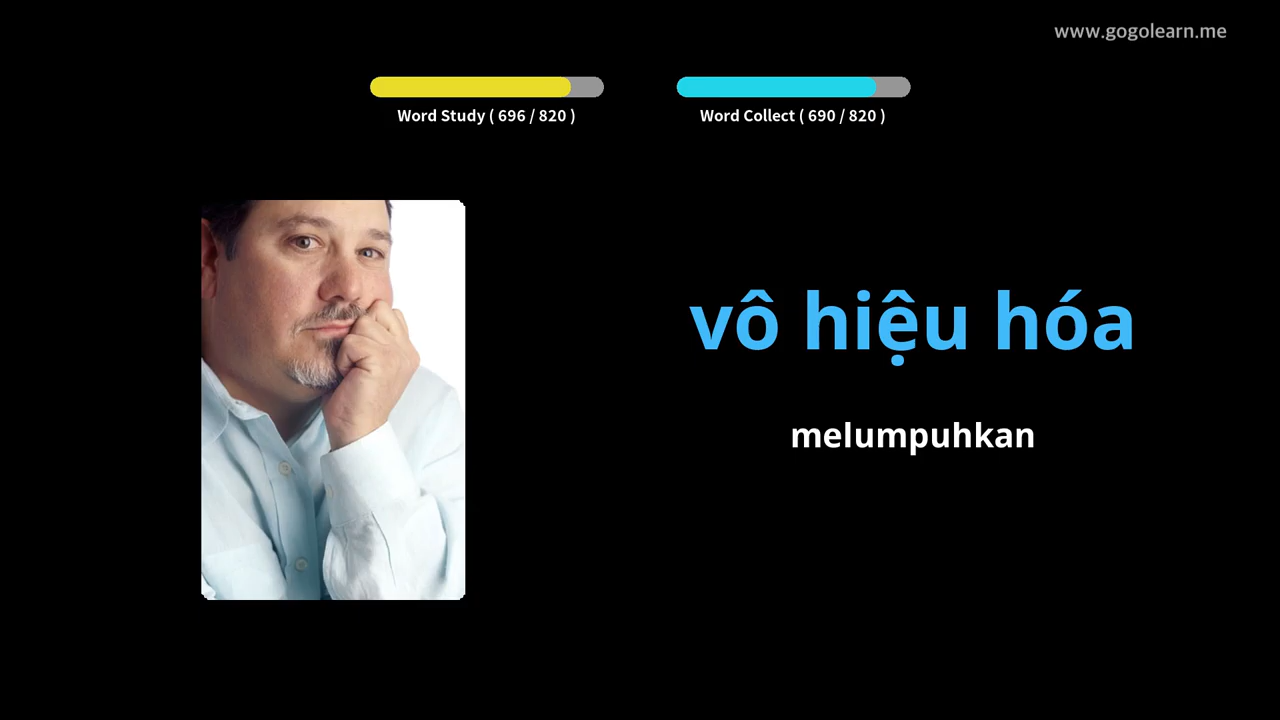 www.gogolearn.me
Word Study ( 696 / 820 )
Word Collect ( 690 / 820 )
vô hiệu hóa
melumpuhkan